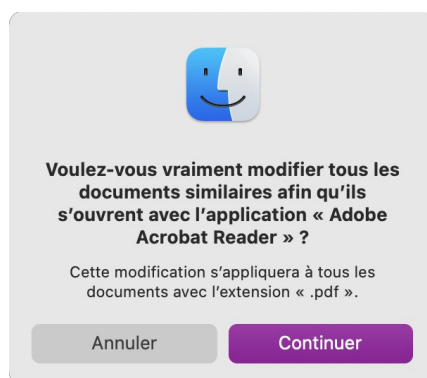 Voulez-vous vraiment modifier tous les
documents similaires afin qu’ils
s’ouvrent avec l’application « Adobe
Acrobat Reader » ?
Cette modification s’appliquera à tous les
documents avec l’extension « .pdf ».
Annuler
Continuer